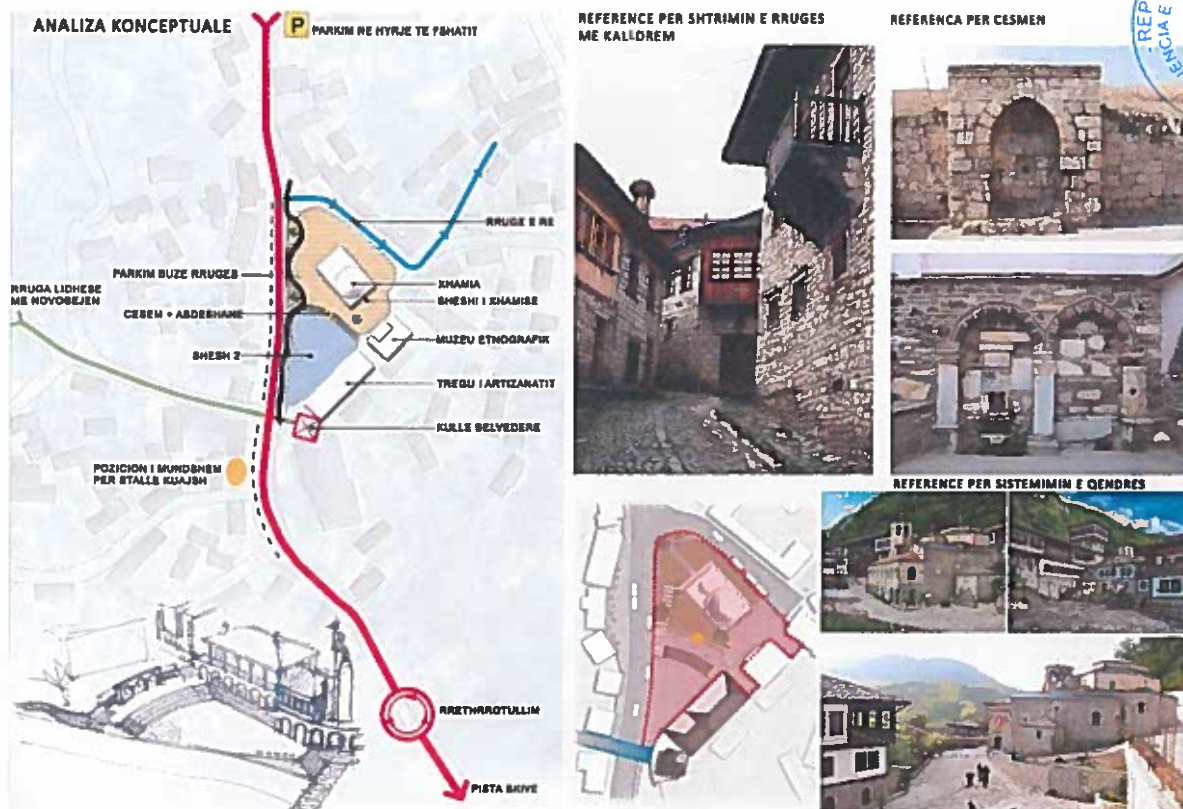 ANALIZA KONCEPTUALE
P
PARKIM NE HYRJE TE FSHATIT
RRUGE E RE
PARKIM BUZE RRUGES
RRUGA LIDHESE
ME NOVOSEJEN
XHAMIA
SHESHI I XHAMISE
CESEM + ABDESHANE
MUZEU ETNOGRAFIK
SHESH 2
TREGU I ARTIZANATIT
KULLE BELVEDERE
POZICION I MUNDSHEM
PER STALLE KUAJSH
RRETHRROTULLIM
PISTA SKIVE
REFERENCE PER SHTRIMIN E RRUGES
ME KALLDREM
REFERENCA PER CESMEN
REFERENCE PER SISTEMIMIN E QENDRES